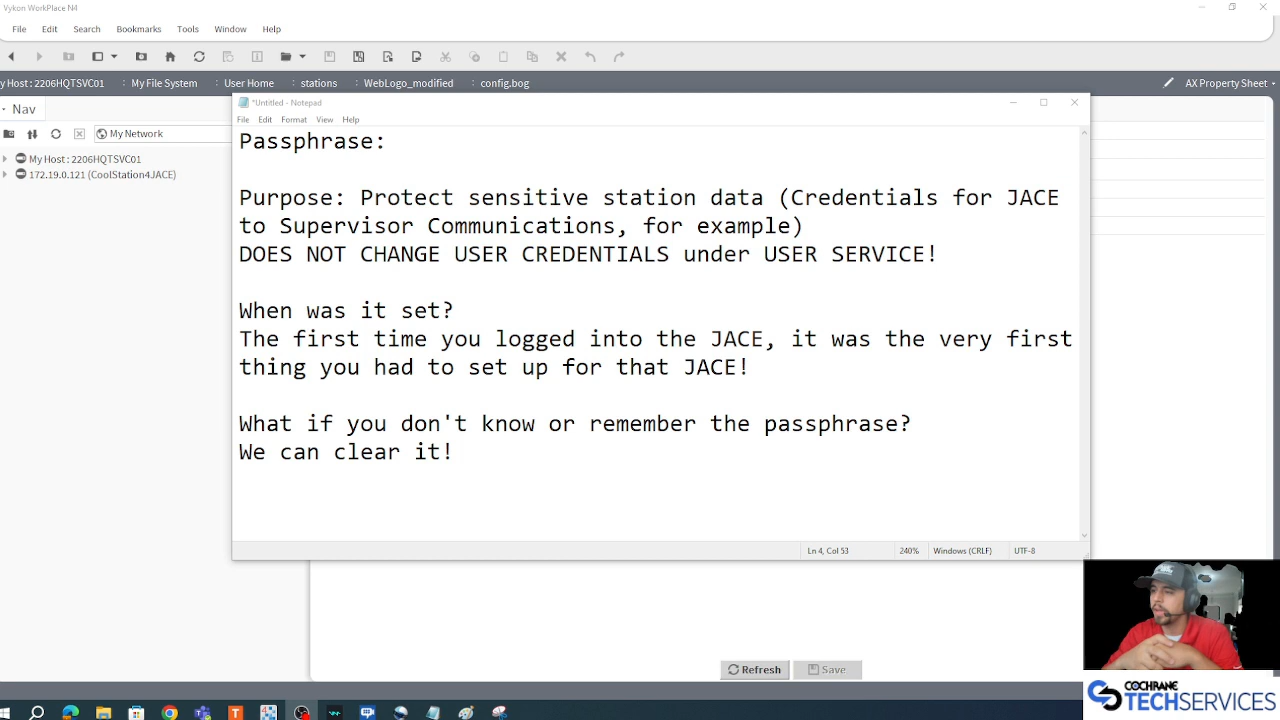 Vykon WorkPlace N4
File Edit Search Bookmarks Tools Window Help
y Host : 2206HQTSVC01 : My File System : User Home : stations : WebLogo_modified : config.bog AX Property Sheet
Nav
My Network
My Host : 2206HQTSVC01
172.19.0.121 (CoolStation4JACE)
*Untitled - Notepad
File Edit Format View Help
Passphrase:
Purpose: Protect sensitive station data (Credentials for JACE
to Supervisor Communications, for example)
DOES NOT CHANGE USER CREDENTIALS under USER SERVICE!
When was it set?
The first time you logged into the JACE, it was the very first
thing you had to set up for that JACE!
What if you don't know or remember the passphrase?
We can clear it!
Ln 4, Col 53 240% Windows (CRLF) UTF-8
Refresh Save
COCHRANE
TECHSERVICES